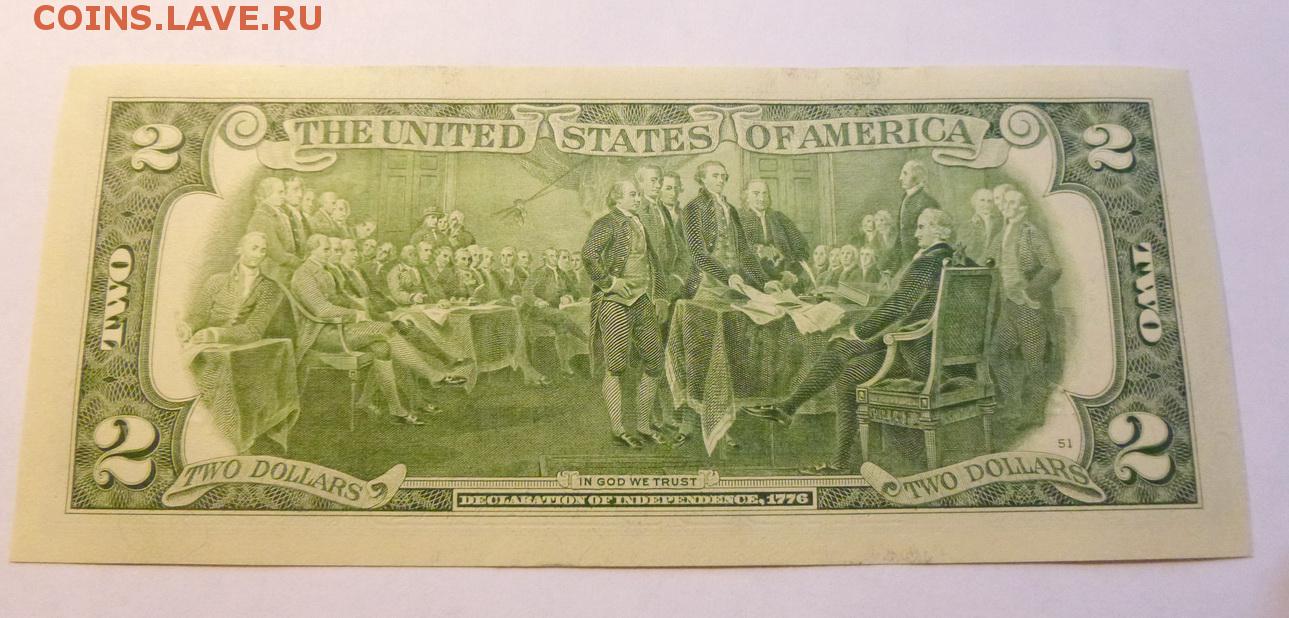 COINS.LAVE.RU
THE UNITED STATES OF AMERICA
2 2
TWO TWO
2 2
51
TWO DOLLARS IN GOD WE TRUST TWO DOLLARS
DECLARATION OF INDEPENDENCE, 1776